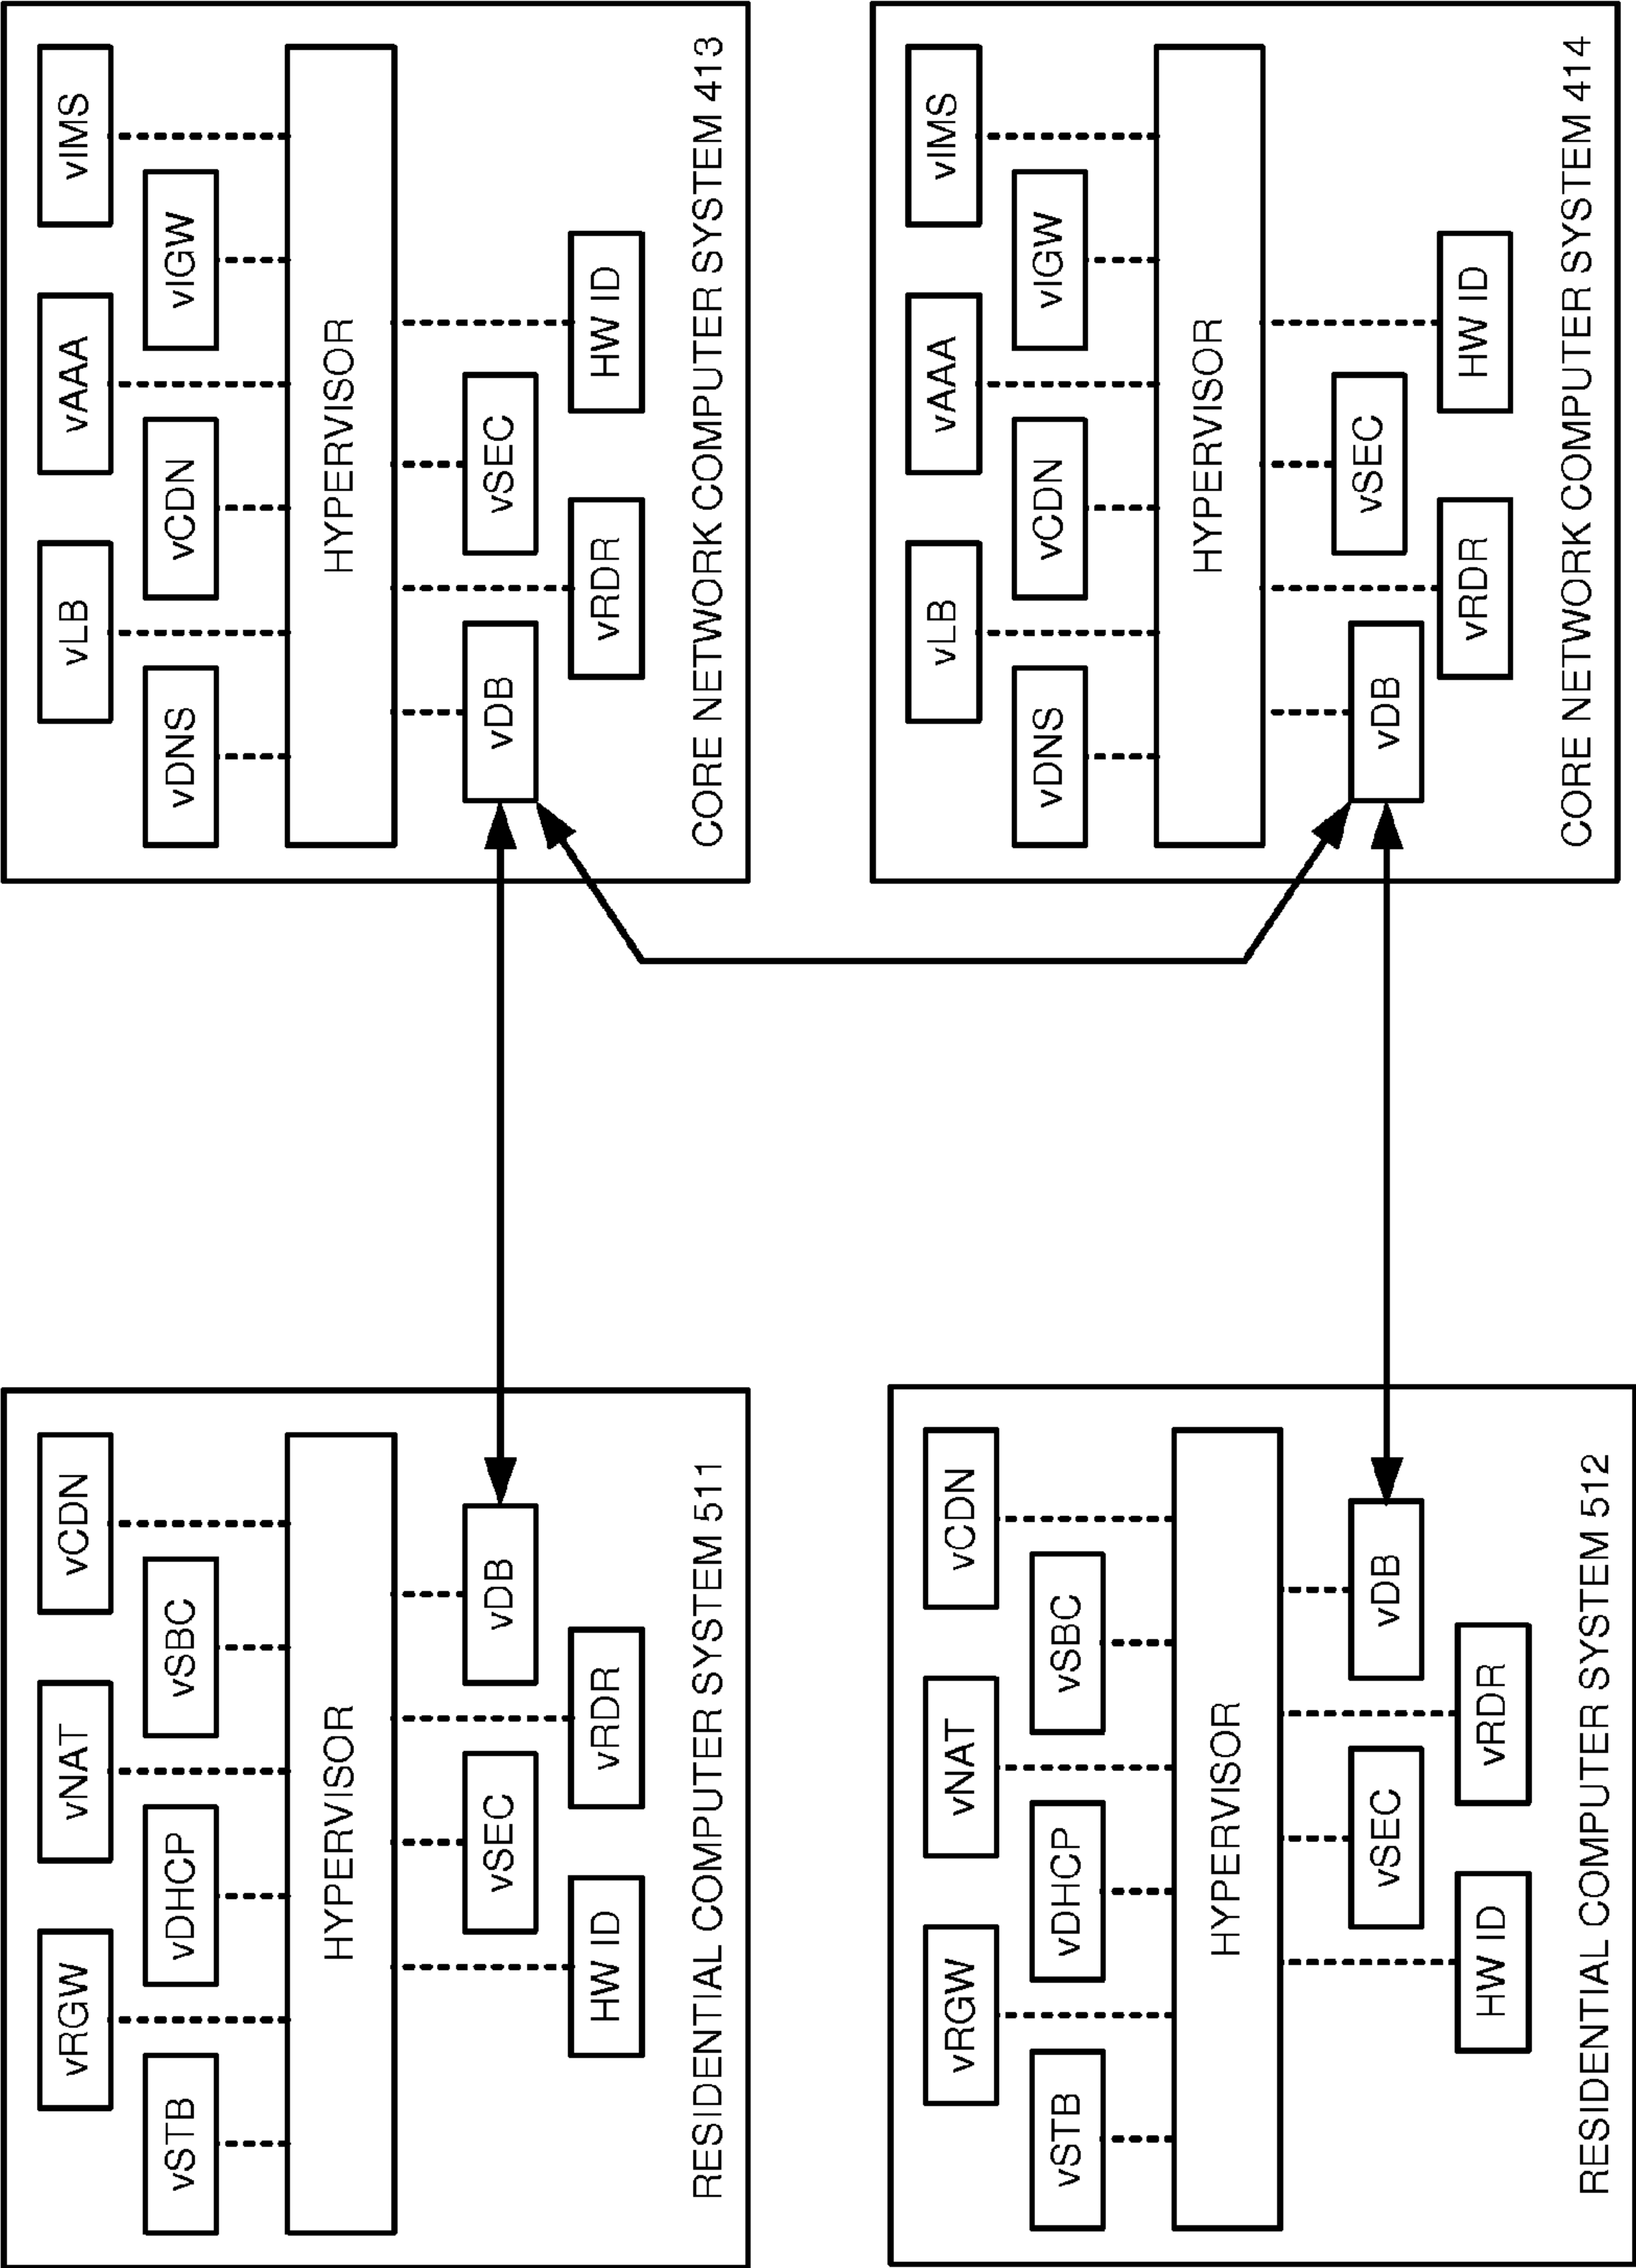 vRGW
vNAT
vCDN
vSTB
vDHCP
vSBC
HYPERVISOR
vSEC
vDB
HW ID
vRDR
RESIDENTIAL COMPUTER SYSTEM 511
vLB
vAAA
vIMS
vDNS
vCDN
vIGW
HYPERVISOR
vDB
vSEC
vRDR
HW ID
CORE NETWORK COMPUTER SYSTEM 413
vRGW
vNAT
vCDN
vSTB
vDHCP
vSBC
HYPERVISOR
vSEC
vDB
HW ID
vRDR
RESIDENTIAL COMPUTER SYSTEM 512
vLB
vAAA
vIMS
vDNS
vCDN
vIGW
HYPERVISOR
vDB
vSEC
vRDR
HW ID
CORE NETWORK COMPUTER SYSTEM 414